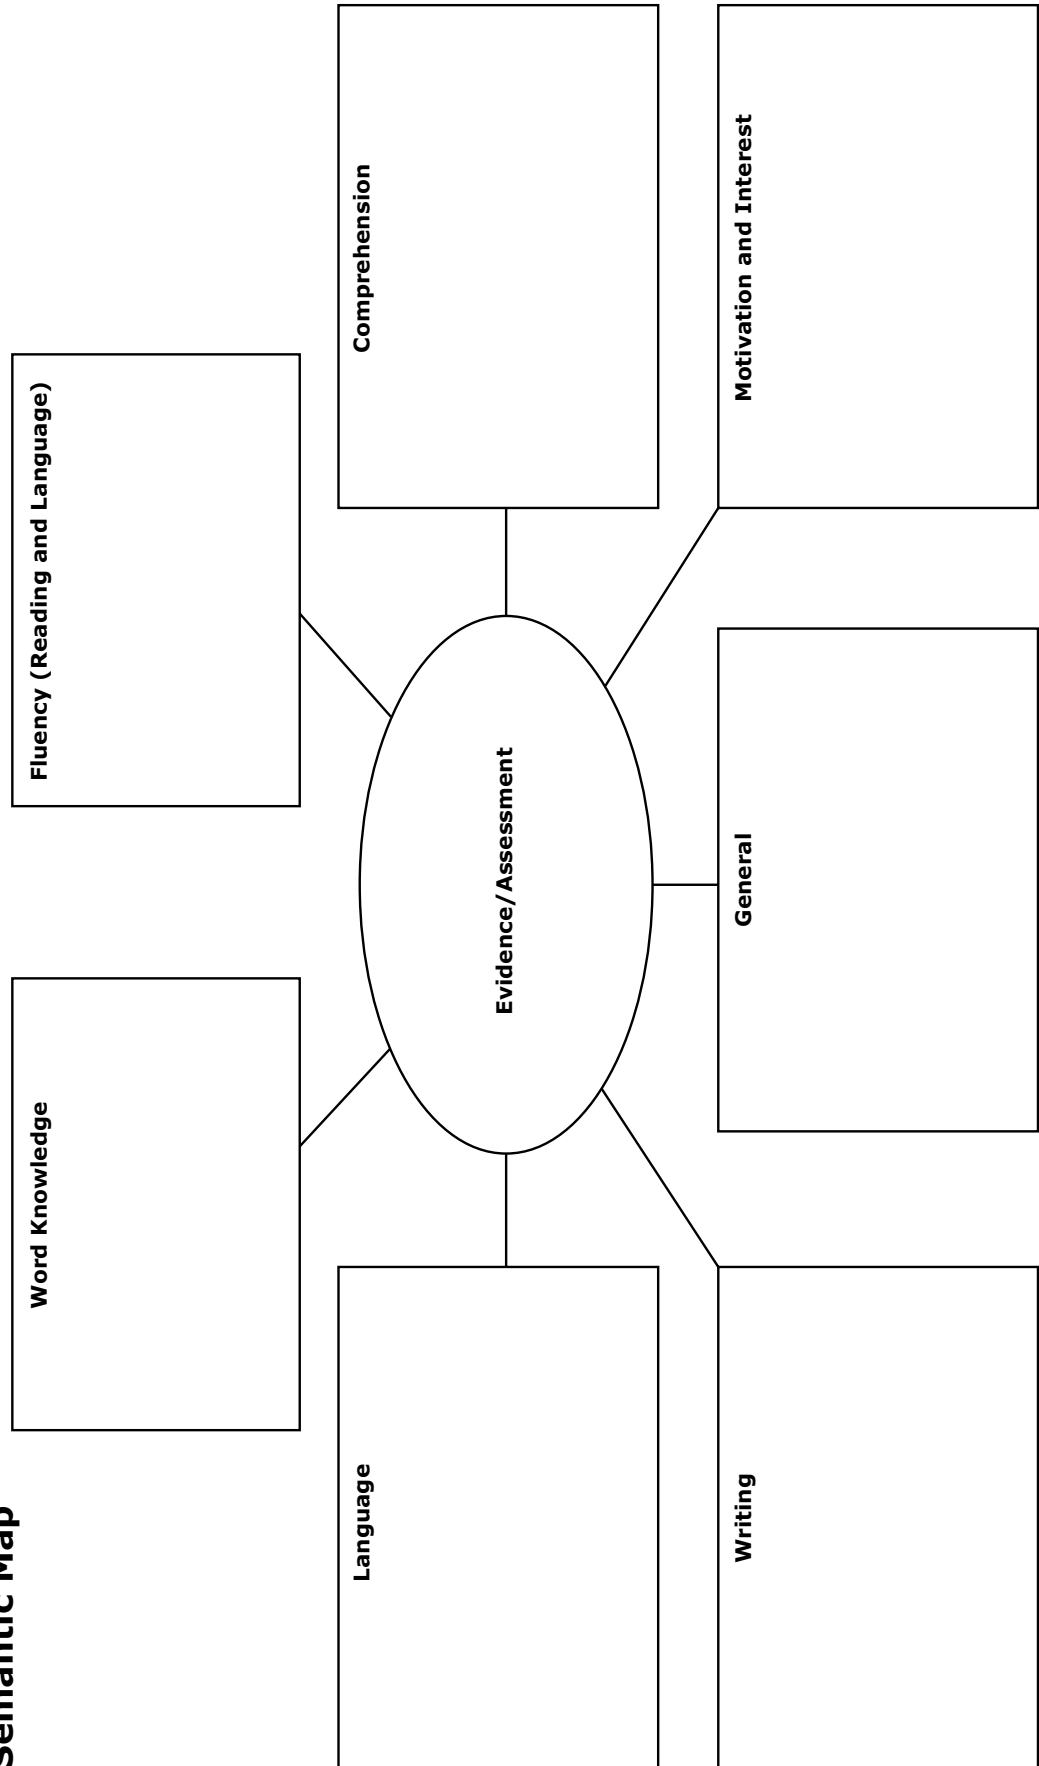 Semantic Map
Word Knowledge
Fluency (Reading and Language)
Language
Evidence/Assessment
Comprehension
Writing
General
Motivation and Interest